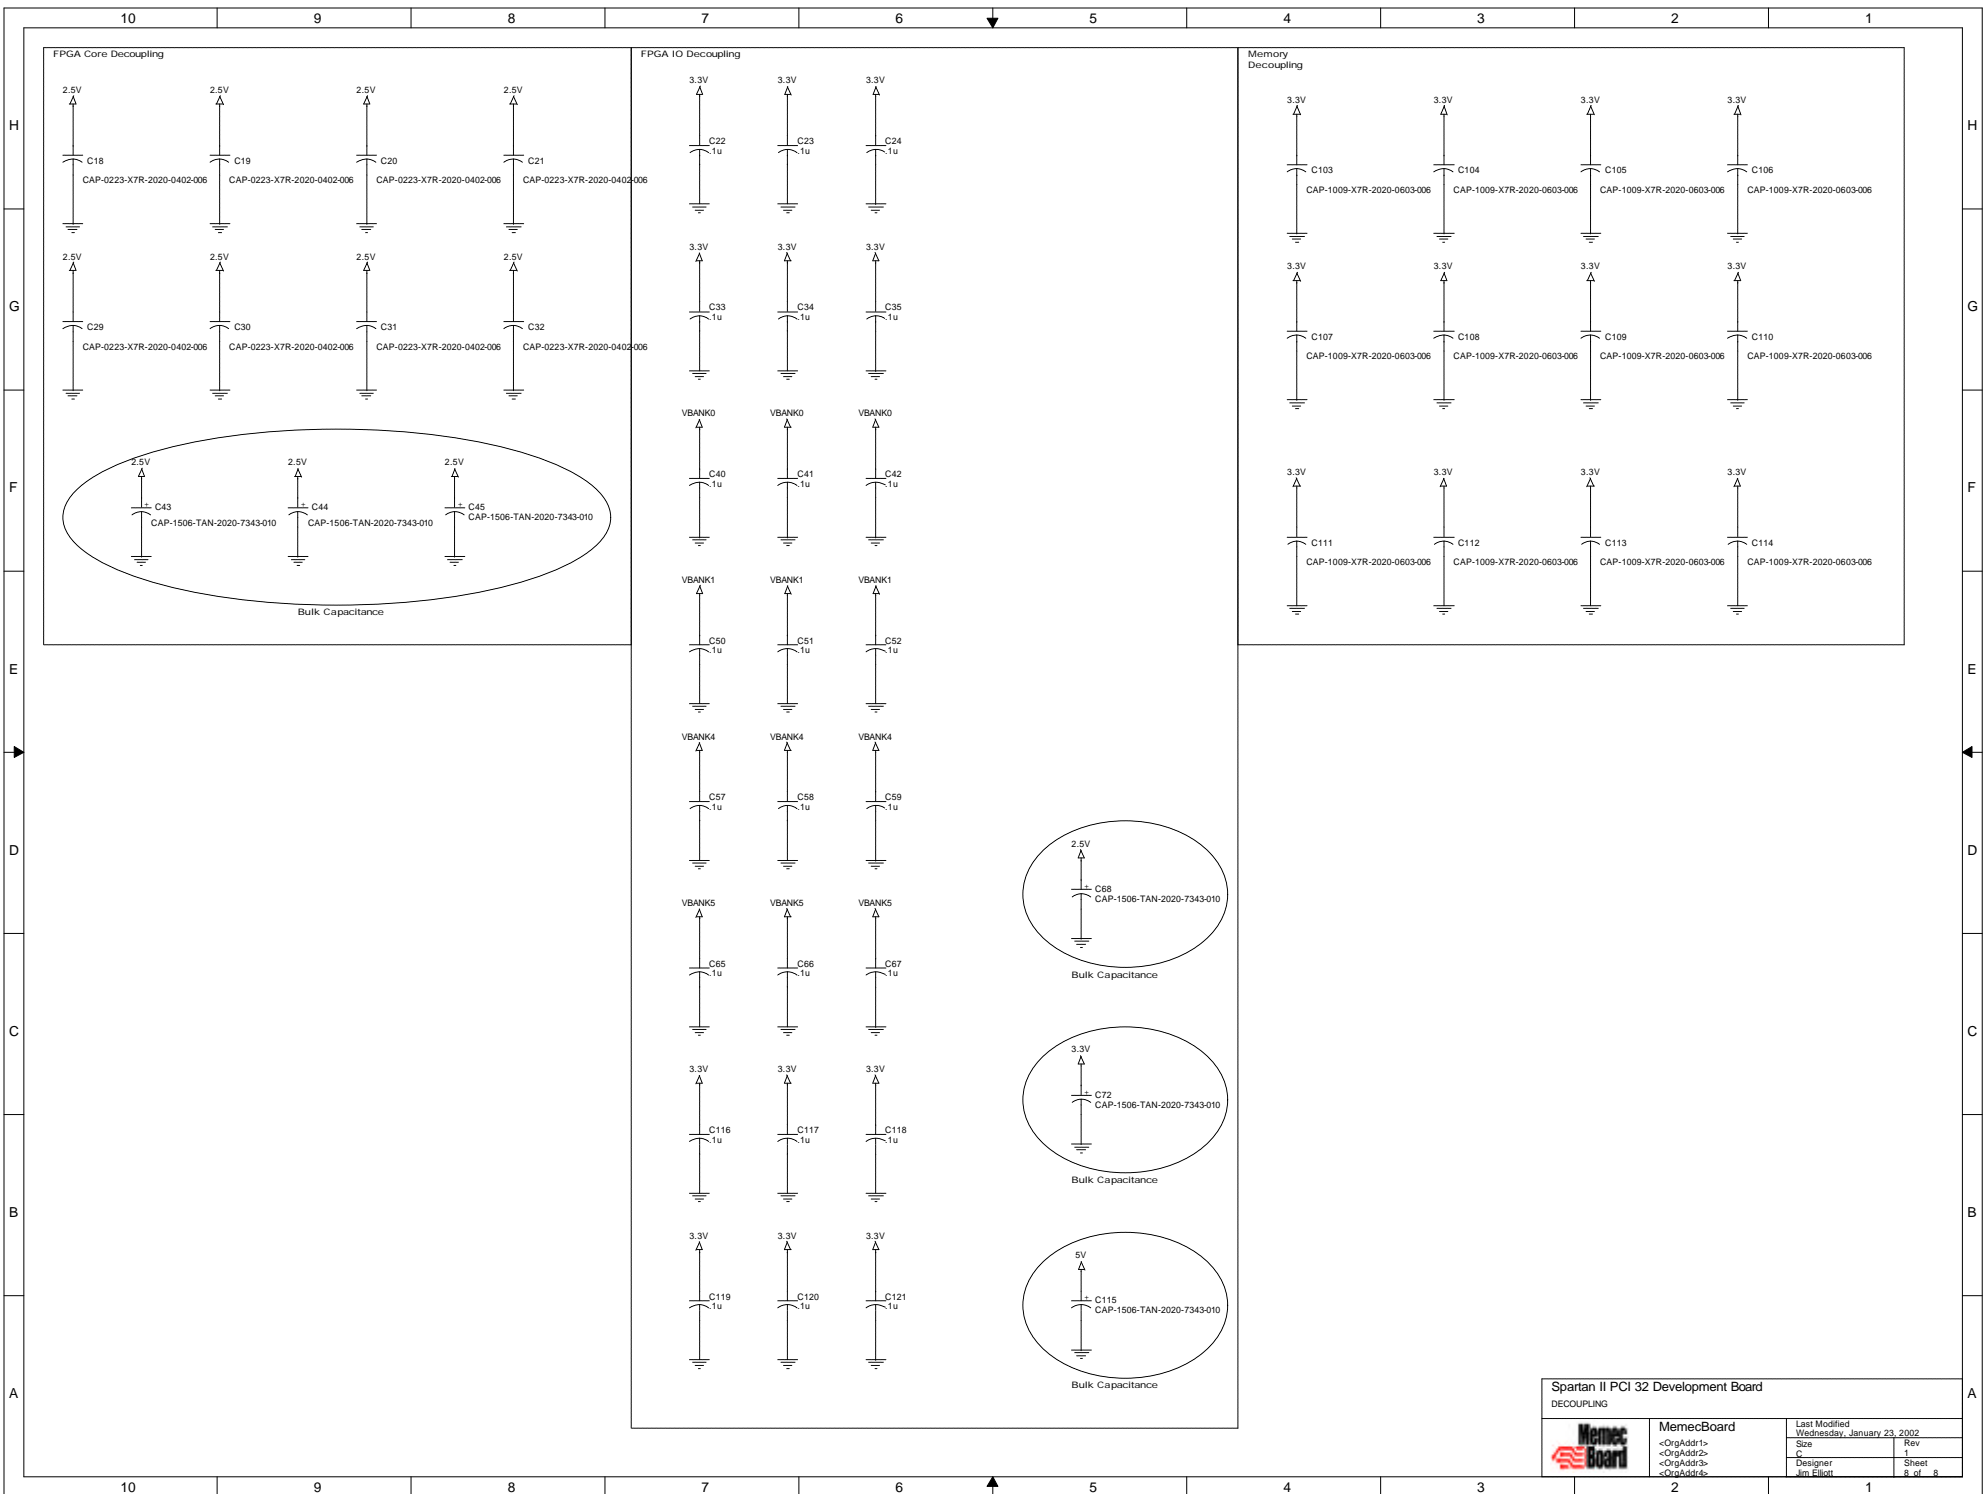 10 9 8 7 6 5 4 3 2 1
H
G
F
E
D
C
B
A
FPGA Core Decoupling
2.5V 2.5V 2.5V 2.5V
C18 C19 C20 C21
CAP-0223-X7R-2020-0402-006 CAP-0223-X7R-2020-0402-006 CAP-0223-X7R-2020-0402-006 CAP-0223-X7R-2020-0402-006
2.5V 2.5V 2.5V 2.5V
C29 C30 C31 C32
CAP-0223-X7R-2020-0402-006 CAP-0223-X7R-2020-0402-006 CAP-0223-X7R-2020-0402-006 CAP-0223-X7R-2020-0402-006
2.5V 2.5V 2.5V
+ C43 + C44 + C45
CAP-1506-TAN-2020-7343-010 CAP-1506-TAN-2020-7343-010 CAP-1506-TAN-2020-7343-010
Bulk Capacitance
FPGA IO Decoupling
3.3V 3.3V 3.3V
C22 C23 C24
.1u .1u .1u
3.3V 3.3V 3.3V
C33 C34 C35
.1u .1u .1u
VBANK0 VBANK0 VBANK0
C40 C41 C42
.1u .1u .1u
VBANK1 VBANK1 VBANK1
C50 C51 C52
.1u .1u .1u
VBANK4 VBANK4 VBANK4
C57 C58 C59
.1u .1u .1u
VBANK5 VBANK5 VBANK5
C65 C66 C67
.1u .1u .1u
3.3V 3.3V 3.3V
C116 C117 C118
.1u .1u .1u
3.3V 3.3V 3.3V
C119 C120 C121
.1u .1u .1u
2.5V
+ C68
CAP-1506-TAN-2020-7343-010
Bulk Capacitance
3.3V
+ C72
CAP-1506-TAN-2020-7343-010
Bulk Capacitance
5V
+ C115
CAP-1506-TAN-2020-7343-010
Bulk Capacitance
Memory
Decoupling
3.3V 3.3V 3.3V 3.3V
C103 C104 C105 C106
CAP-1009-X7R-2020-0603-006 CAP-1009-X7R-2020-0603-006 CAP-1009-X7R-2020-0603-006 CAP-1009-X7R-2020-0603-006
3.3V 3.3V 3.3V 3.3V
C107 C108 C109 C110
CAP-1009-X7R-2020-0603-006 CAP-1009-X7R-2020-0603-006 CAP-1009-X7R-2020-0603-006 CAP-1009-X7R-2020-0603-006
3.3V 3.3V 3.3V 3.3V
C111 C112 C113 C114
CAP-1009-X7R-2020-0603-006 CAP-1009-X7R-2020-0603-006 CAP-1009-X7R-2020-0603-006 CAP-1009-X7R-2020-0603-006
H
G
F
E
D
C
B
A
Spartan II PCI 32 Development Board
DECOUPLING
Memec
Board
MemecBoard
<OrgAddr1>
<OrgAddr2>
<OrgAddr3>
<OrgAddr4>
Last Modified
Wednesday, January 23, 2002
Size Rev
C 1
Designer Sheet
Jim Elliott 8 of 8
10 9 8 7 6 5 4 3 2 1